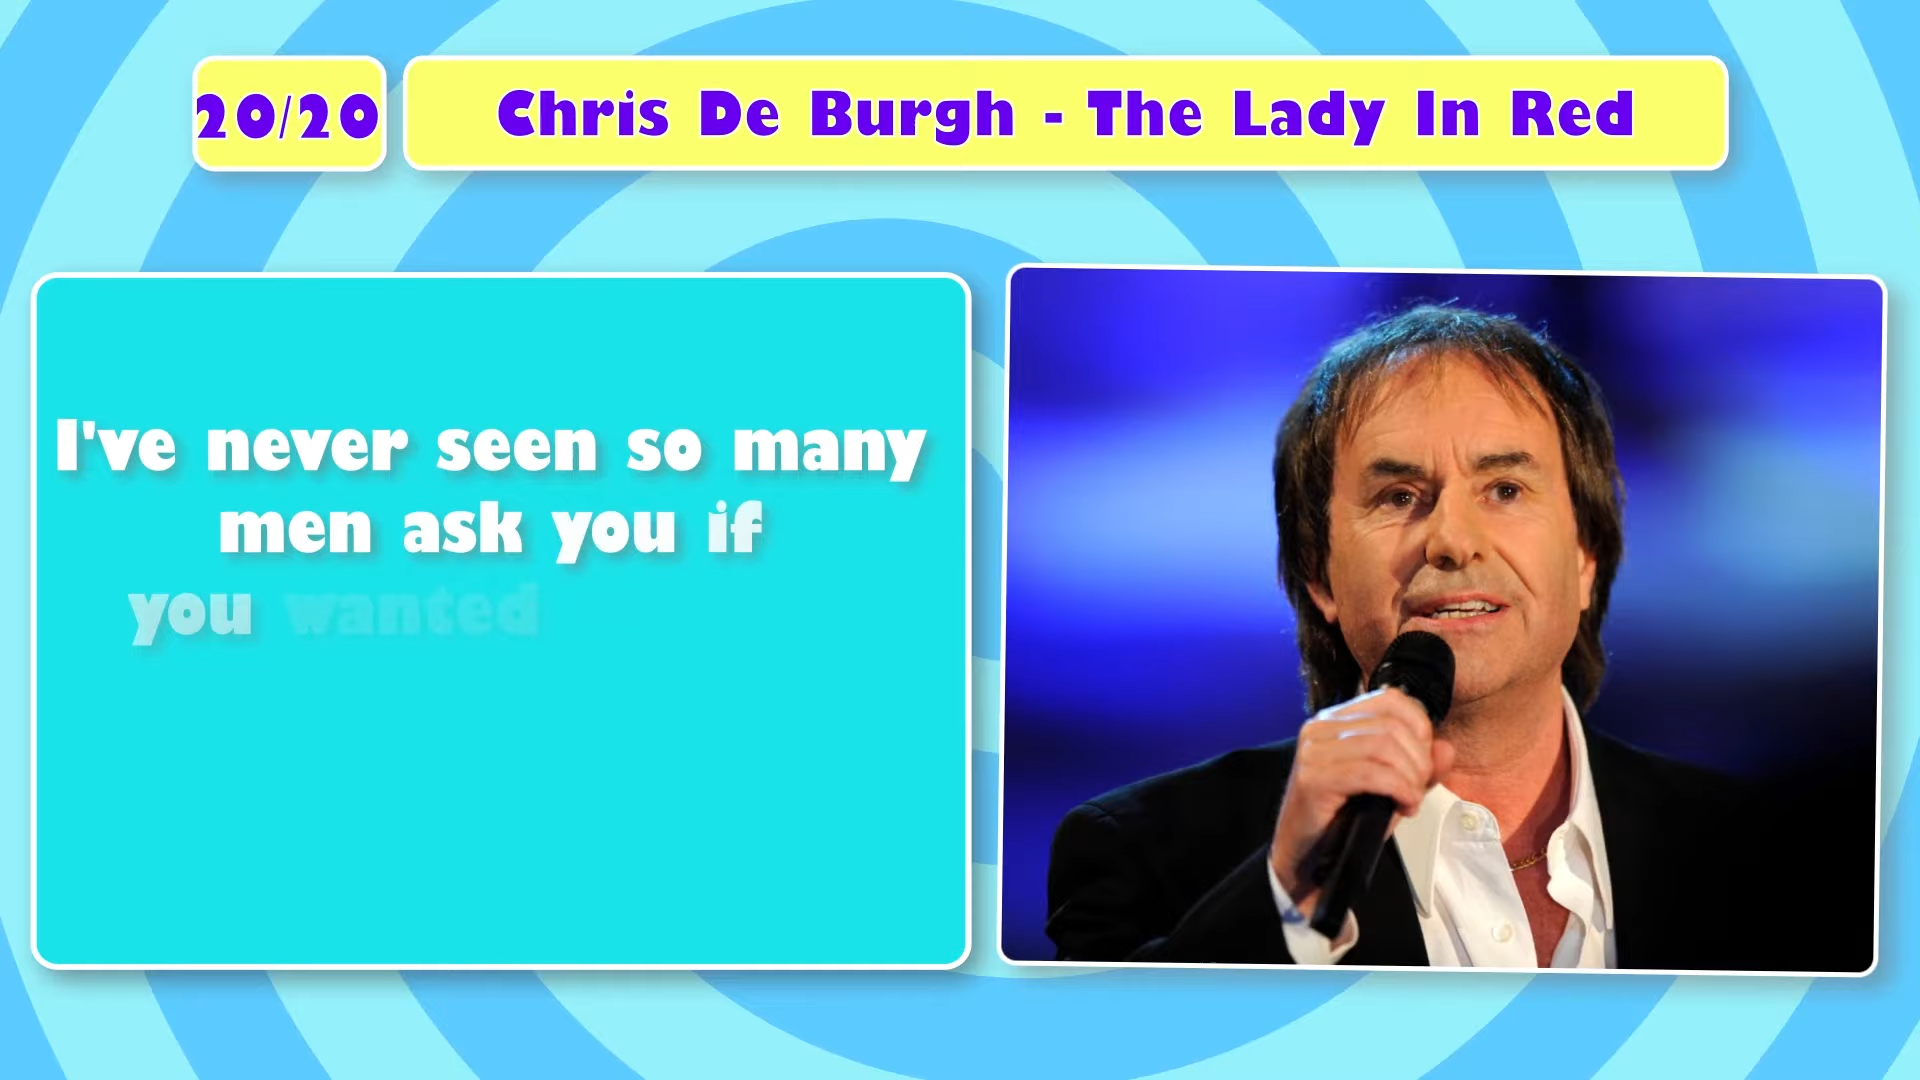 20/20
Chris De Burgh - The Lady In Red
I've never seen so many
men ask you if
you wanted